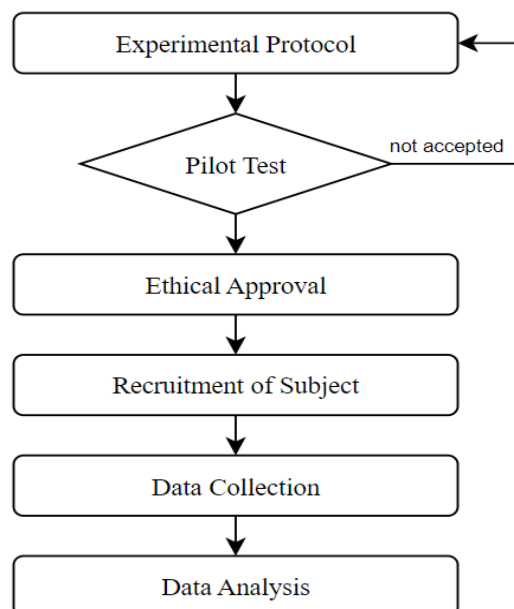 Experimental Protocol
Pilot Test
not accepted
Ethical Approval
Recruitment of Subject
Data Collection
Data Analysis